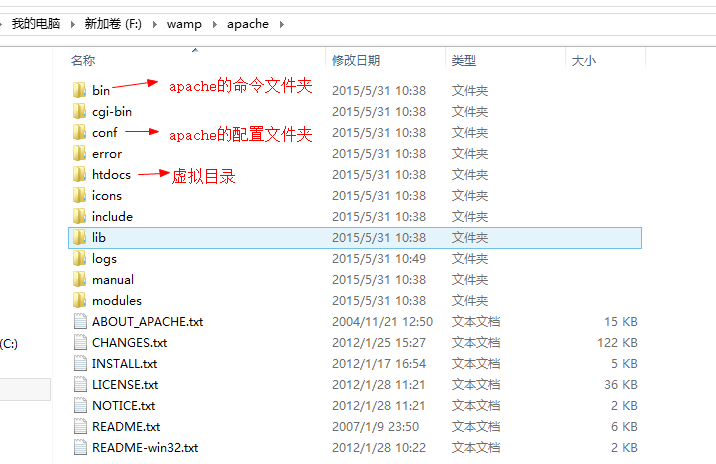 我的电脑 新加卷 (F:) wamp apache
名称 修改日期 类型 大小
bin apache的命令文件夹 2015/5/31 10:38 文件夹
cgi-bin 2015/5/31 10:38 文件夹
conf apache的配置文件夹 2015/5/31 10:38 文件夹
error 2015/5/31 10:38 文件夹
htdocs 虚拟目录 2015/5/31 10:38 文件夹
icons 2015/5/31 10:38 文件夹
include 2015/5/31 10:38 文件夹
lib 2015/5/31 10:38 文件夹
logs 2015/5/31 10:49 文件夹
manual 2015/5/31 10:38 文件夹
modules 2015/5/31 10:38 文件夹
ABOUT_APACHE.txt 2004/11/21 12:50 文本文档 15 KB
(C:) CHANGES.txt 2012/1/25 15:27 文本文档 122 KB
INSTALL.txt 2012/1/17 16:54 文本文档 5 KB
LICENSE.txt 2012/1/28 11:21 文本文档 36 KB
NOTICE.txt 2012/1/28 11:21 文本文档 2 KB
README.txt 2007/1/9 23:50 文本文档 6 KB
README-win32.txt 2012/1/28 10:22 文本文档 2 KB